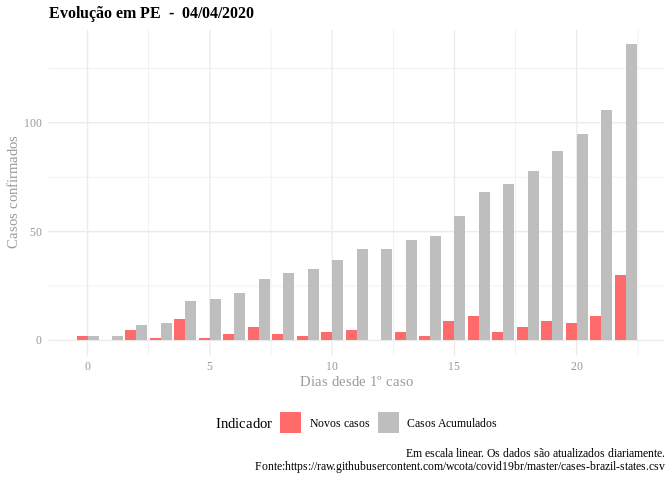 Evolução em PE  -  04/04/2020
Casos confirmados
100
50
0
0
5
10
15
20
Dias desde 1º caso
Indicador
Novos casos
Casos Acumulados
Em escala linear. Os dados são atualizados diariamente.
Fonte:https://raw.githubusercontent.com/wcota/covid19br/master/cases-brazil-states.csv